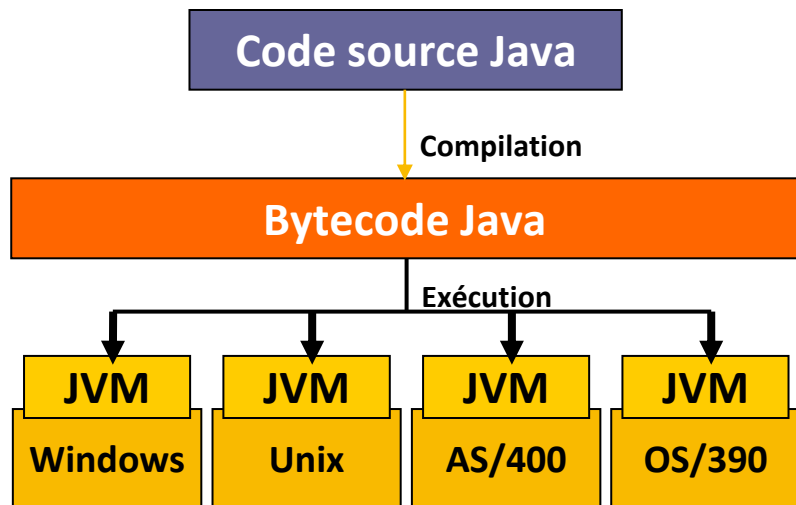 Code source Java
Compilation
Bytecode Java
Exécution
JVM JVM JVM JVM
Windows Unix AS/400 OS/390